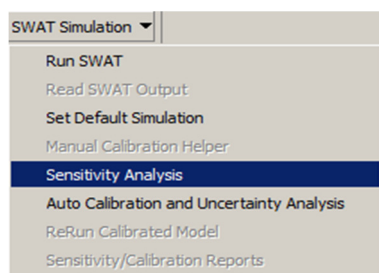 SWAT Simulation
Run SWAT
Read SWAT Output
Set Default Simulation
Manual Calibration Helper
Sensitivity Analysis
Auto Calibration and Uncertainty Analysis
ReRun Calibrated Model
Sensitivity/Calibration Reports